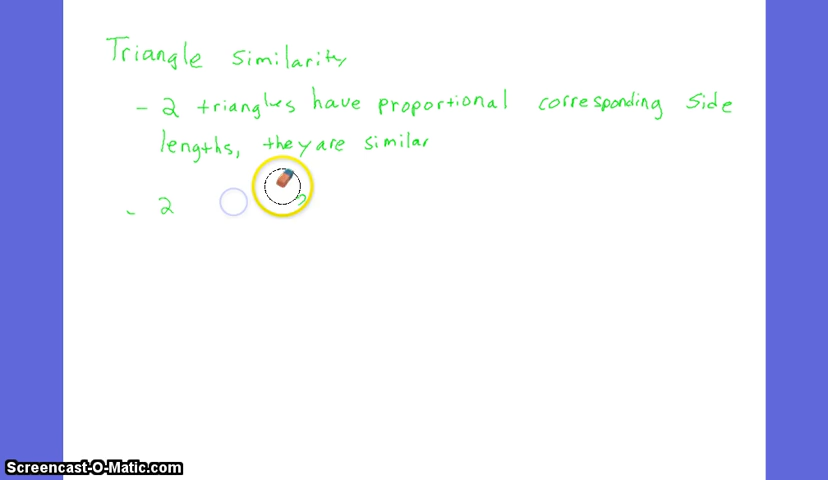 Triangle similarity
- 2 triangles have proportional corresponding side
lengths, they are similar
- 2
Screencast-O-Matic.com